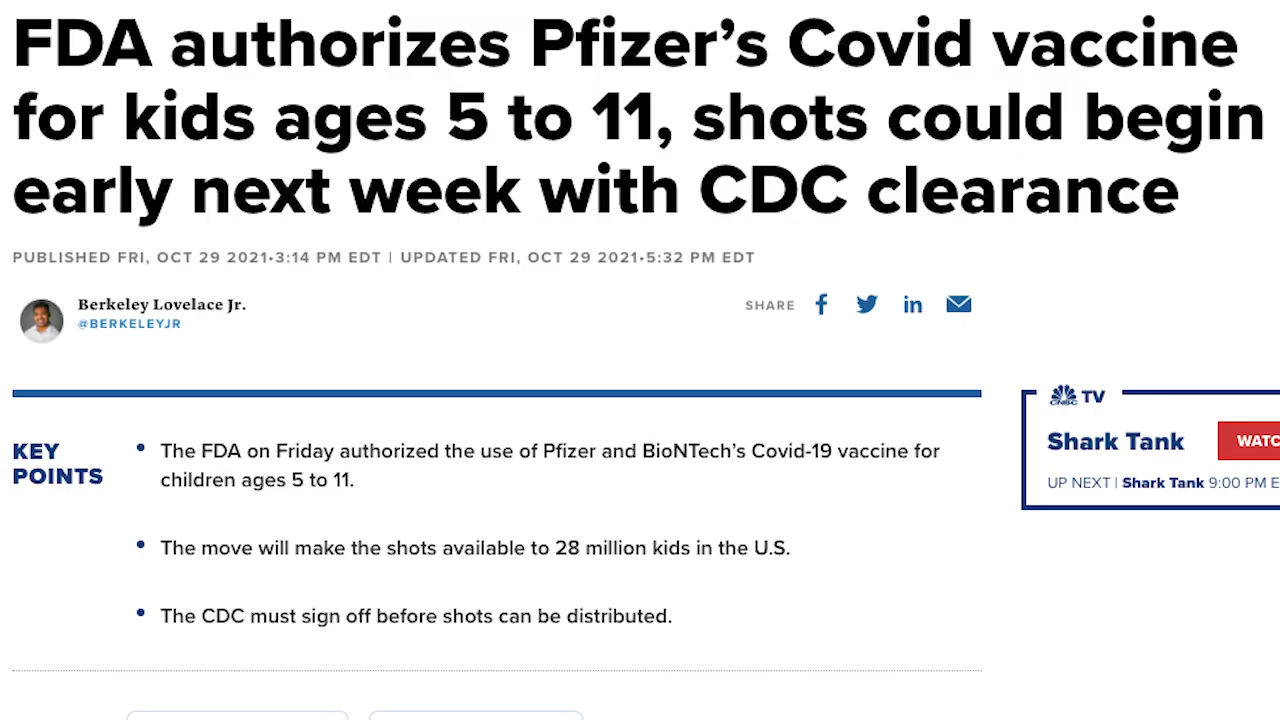 FDA authorizes Pfizer’s Covid vaccine
for kids ages 5 to 11, shots could begin
early next week with CDC clearance
PUBLISHED FRI, OCT 29 2021•3:14 PM EDT | UPDATED FRI, OCT 29 2021•5:32 PM EDT
Berkeley Lovelace Jr.
@BERKELEYJR
SHARE
KEY
POINTS
The FDA on Friday authorized the use of Pfizer and BioNTech’s Covid-19 vaccine for
children ages 5 to 11.
The move will make the shots available to 28 million kids in the U.S.
The CDC must sign off before shots can be distributed.
CNBC TV
Shark Tank
WATC
UP NEXT | Shark Tank 9:00 PM E